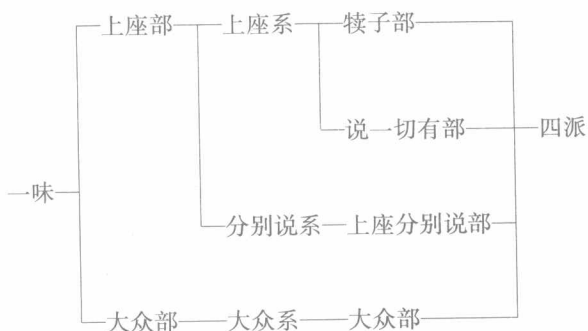 上座部 上座系 犊子部
说一切有部 四派
一味
分别说系 上座分别说部
大众部 大众系 大众部